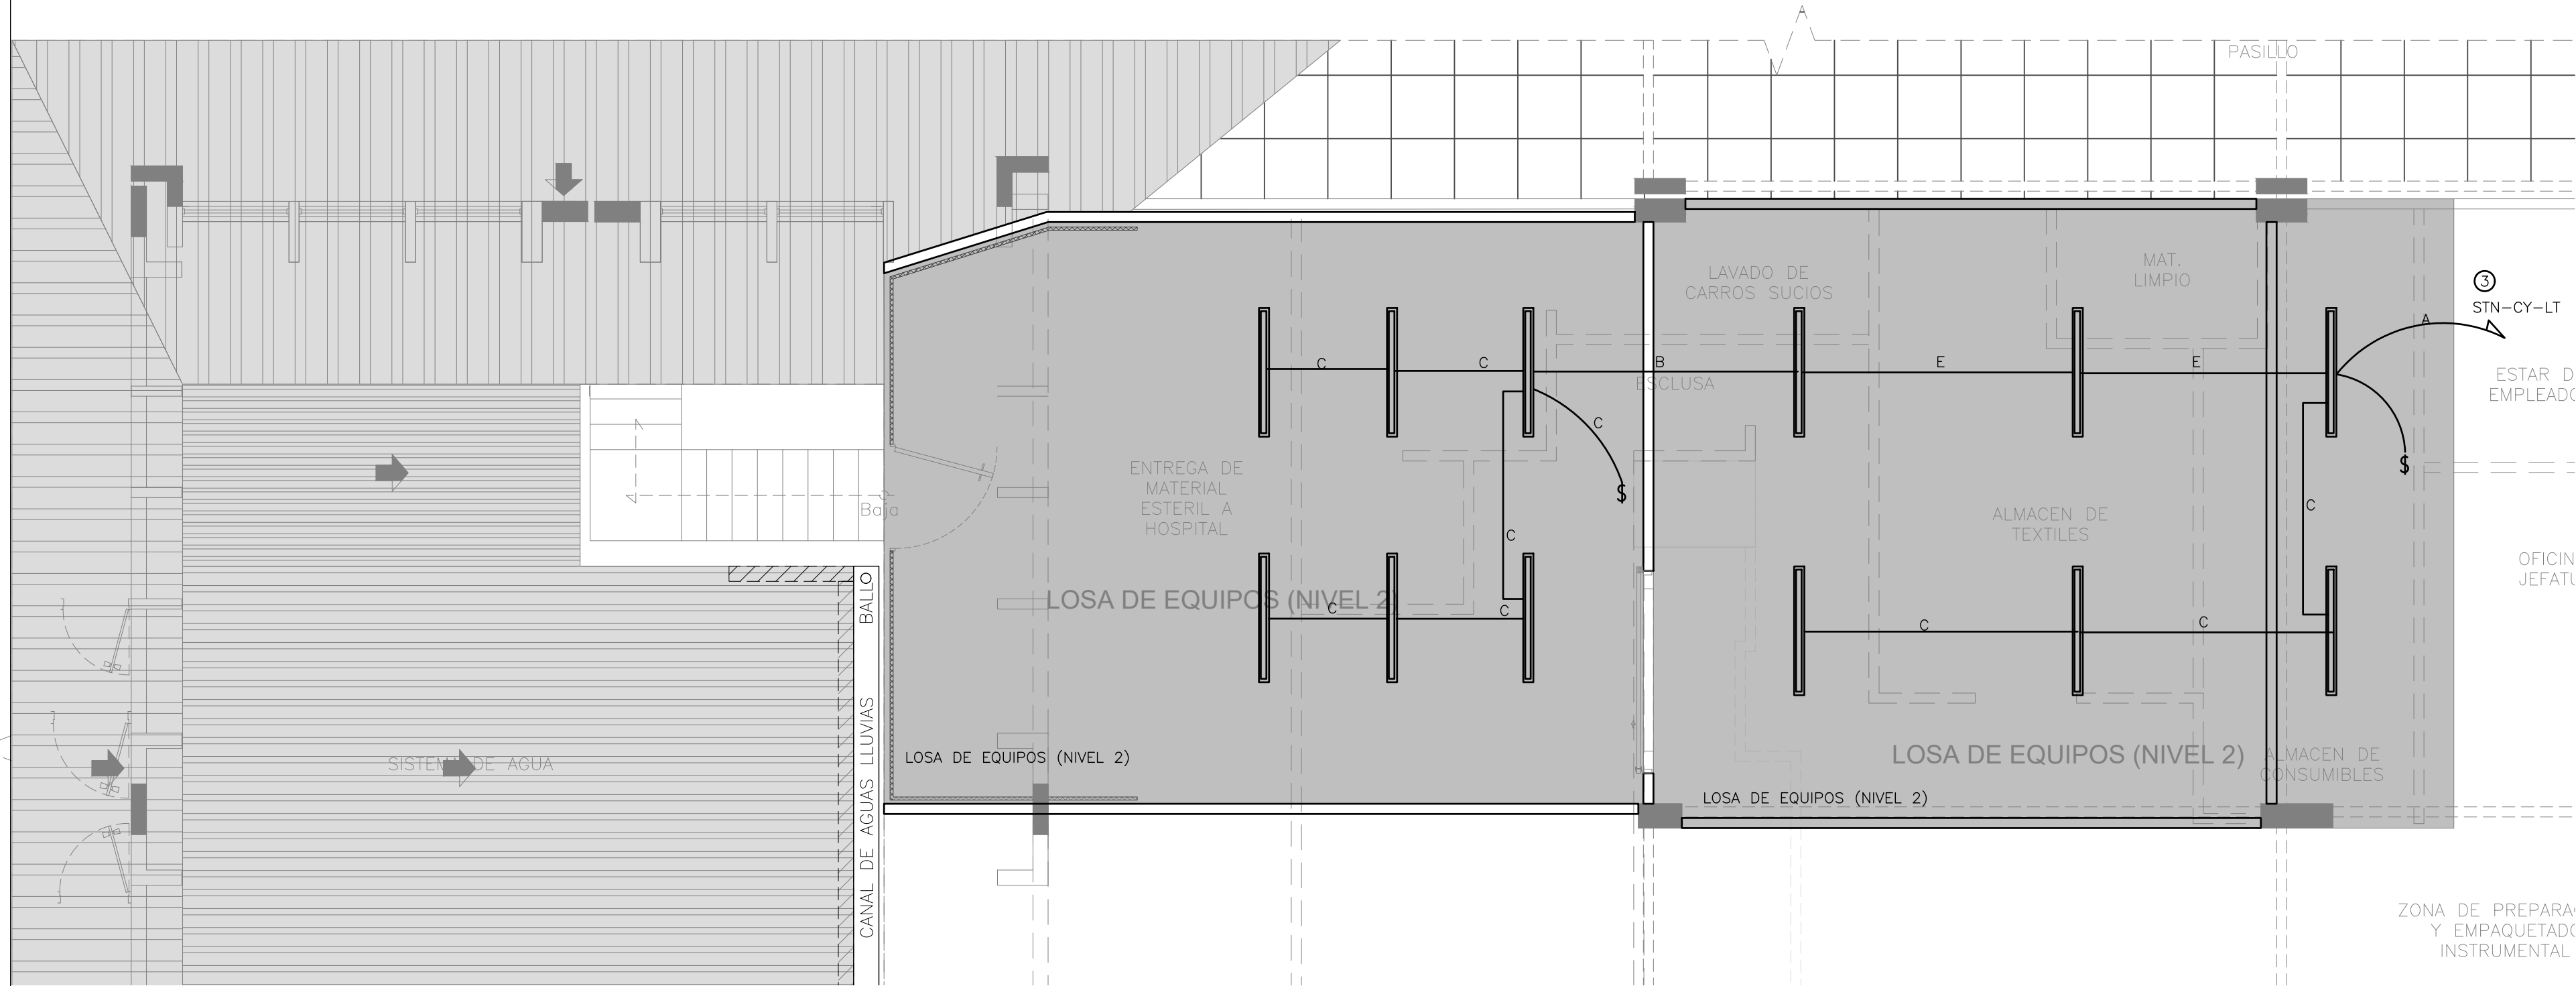 A
PASILLO
MAT.
LIMPIO
LAVADO DE
CARROS SUCIOS
3
STN-CY-LT
A
C
C
B
E
E
ESCLUSA
ESTAR D
EMPLEADO
C
ENTREGA DE
MATERIAL
ESTERIL A
HOSPITAL
$
$
Baja
C
C
ALMACEN DE
TEXTILES
OFICIN
JEFATU
BALLO
LOSA DE EQUIPOS (NIVEL 2)
C
C
C
C
CANAL DE AGUAS LLUVIAS
SISTEMA DE AGUA
LOSA DE EQUIPOS (NIVEL 2)
LOSA DE EQUIPOS (NIVEL 2)
ALMACEN DE
CONSUMIBLES
LOSA DE EQUIPOS (NIVEL 2)
ZONA DE PREPARA
Y EMPAQUETADO
INSTRUMENTAL